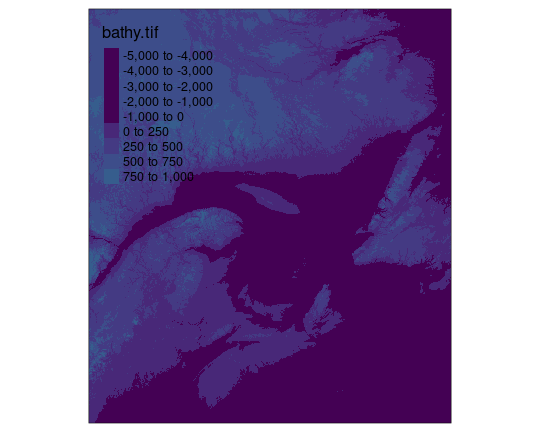 bathy.tif
-5,000 to -4,000
-4,000 to -3,000
-3,000 to -2,000
-2,000 to -1,000
-1,000 to 0
0 to 250
250 to 500
500 to 750
750 to 1,000